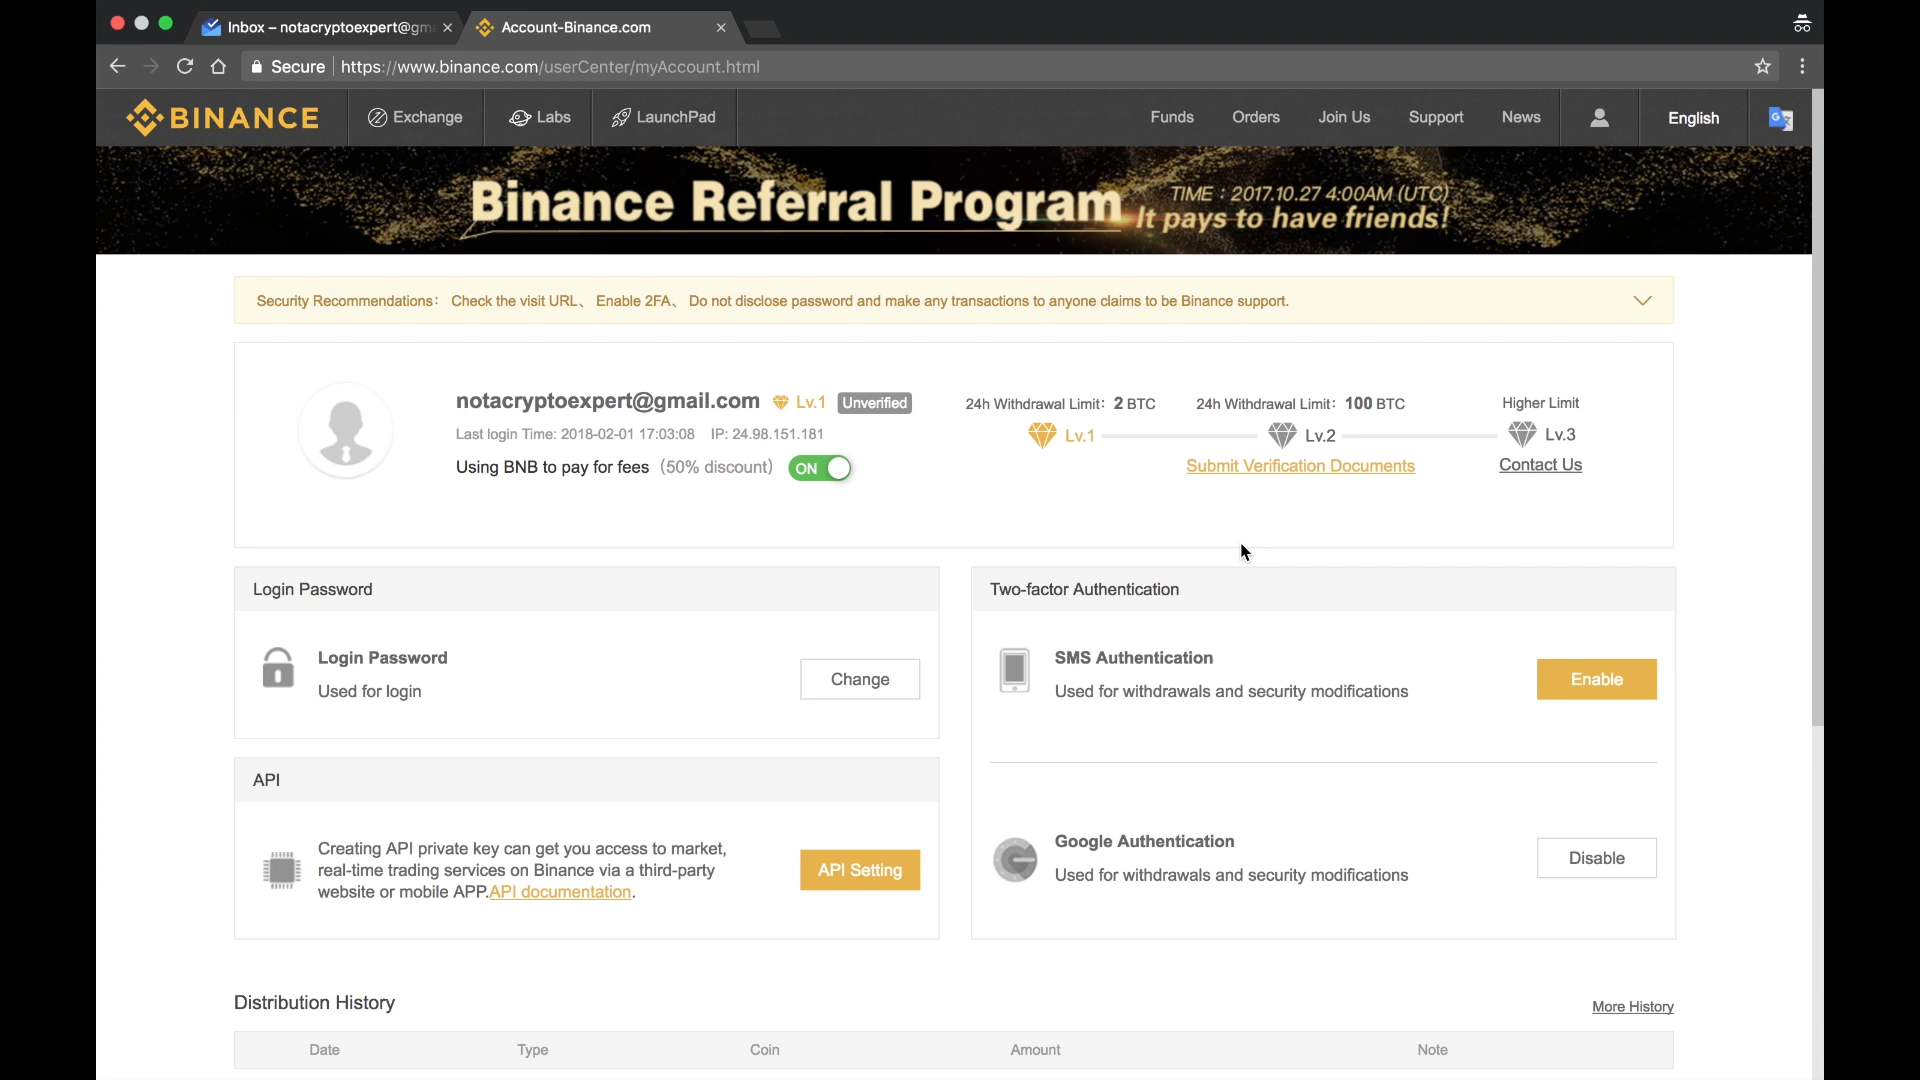 Inbox – notacryptoexpert@gm
Account-Binance.com
Secure
https://www.binance.com/userCenter/myAccount.html
BINANCE
Exchange
Labs
LaunchPad
Funds
Orders
Join Us
Support
News
English
Binance Referral Program
TIME : 2017.10.27 4:00AM (UTC)
It pays to have friends!
Security Recommendations： Check the visit URL、 Enable 2FA、 Do not disclose password and make any transactions to anyone claims to be Binance support.
notacryptoexpert@gmail.com Lv.1 Unverified
Last login Time: 2018-02-01 17:03:08 IP: 24.98.151.181
Using BNB to pay for fees (50% discount) ON
24h Withdrawal Limit： 2 BTC
24h Withdrawal Limit： 100 BTC
Higher Limit
Lv.1
Lv.2
Lv.3
Submit Verification Documents
Contact Us
Login Password
Login Password
Used for login
Change
Two-factor Authentication
SMS Authentication
Used for withdrawals and security modifications
Enable
API
Creating API private key can get you access to market,
real-time trading services on Binance via a third-party
website or mobile APP.API documentation.
API Setting
Google Authentication
Used for withdrawals and security modifications
Disable
Distribution History
More History
Date Type Coin Amount Note